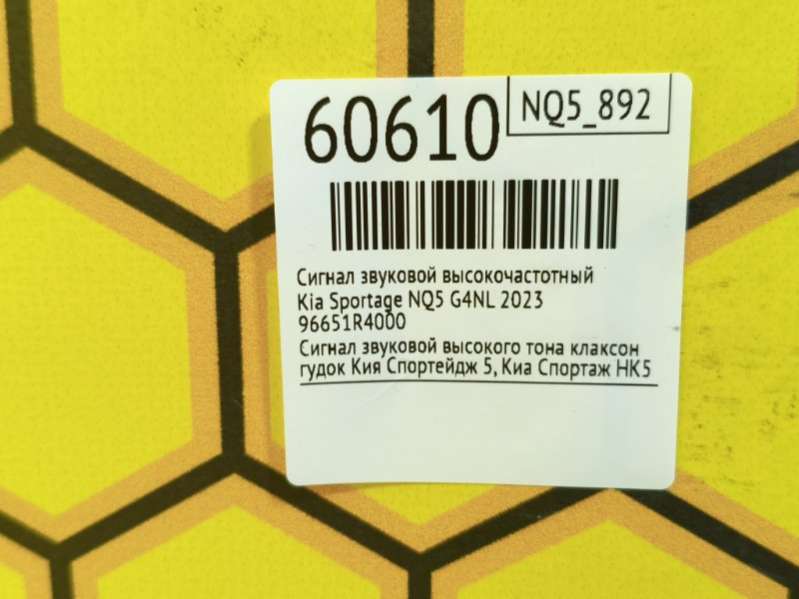 60610
NQ5_892
Сигнал звуковой высокочастотный
Kia Sportage NQ5 G4NL 2023
96651R4000
Сигнал звуковой высокого тона клаксон
гудок Кия Спортейдж 5, Киа Спортаж НК5